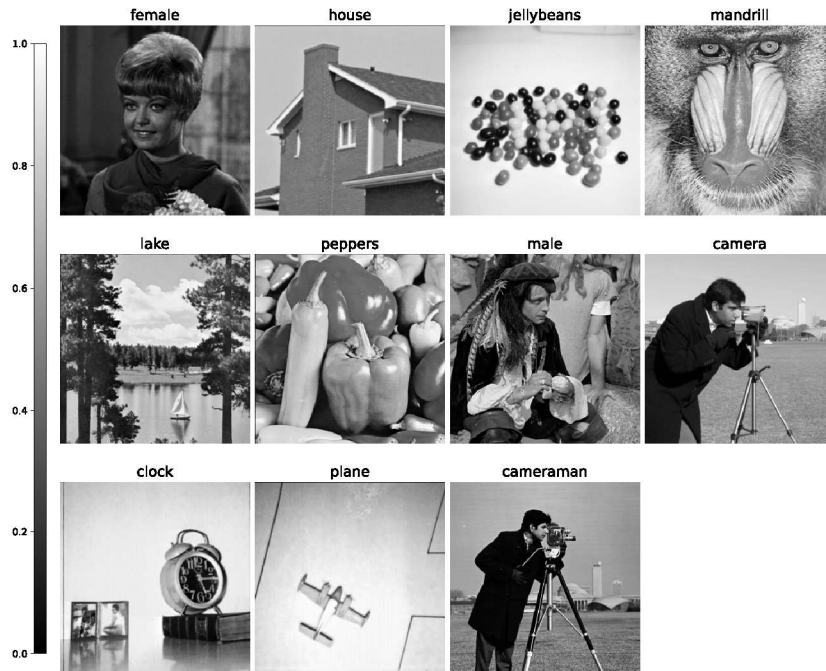 female house jellybeans mandrill
1.0
0.8
lake peppers male camera
0.6
0.4
clock plane cameraman
0.2
0.0